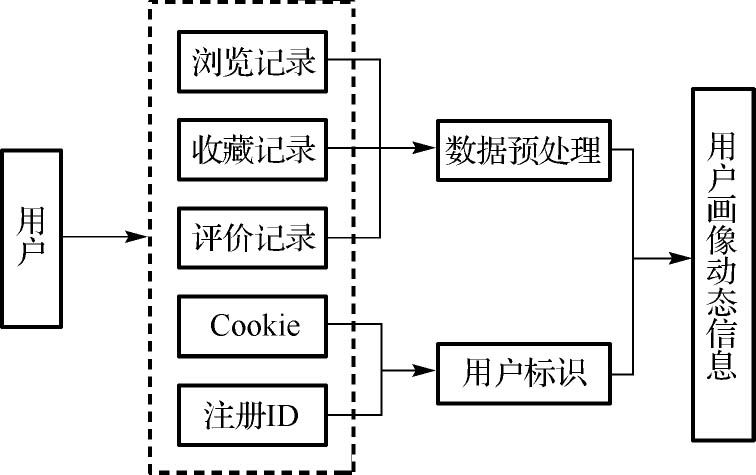 用户
浏览记录
收藏记录
评价记录
Cookie
注册ID
数据预处理
用户标识
用户画像动态信息